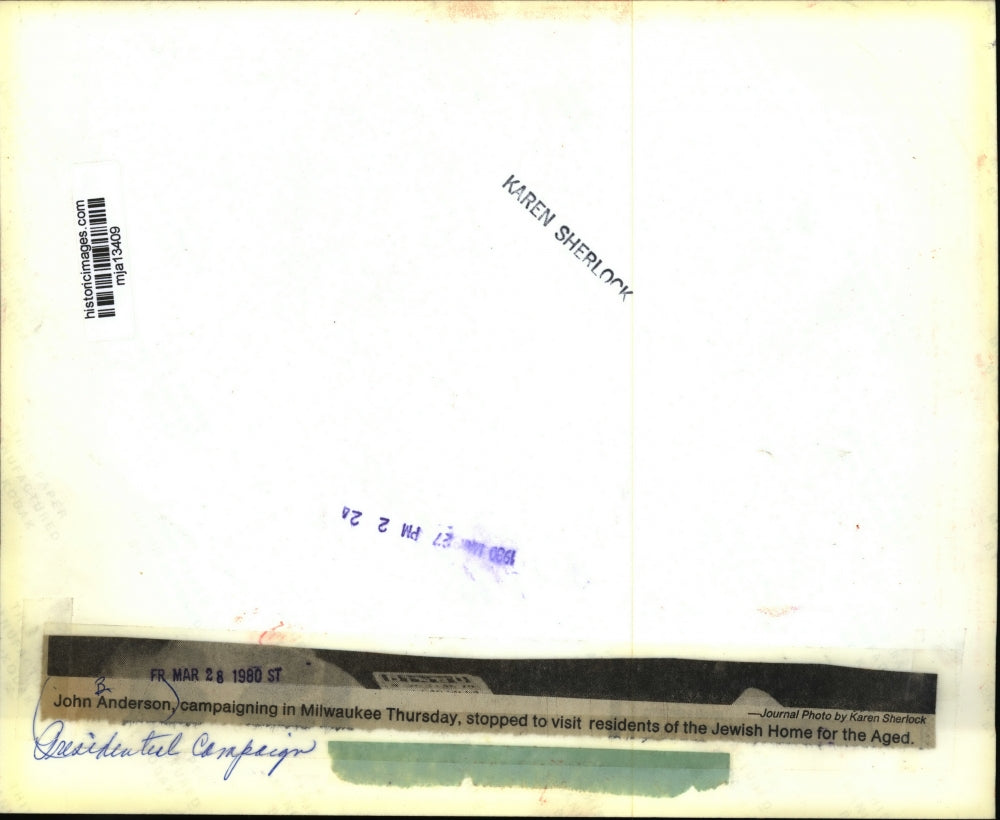 historicimages.com
mja13409
KAREN SHERLOCK
1980 MAR 27 PM 2
FR MAR 28 1980 ST
—Journal Photo by Karen Sherlock
B.
John Anderson, campaigning in Milwaukee Thursday, stopped to visit residents of the Jewish Home for the Aged.
Presidential Campaign